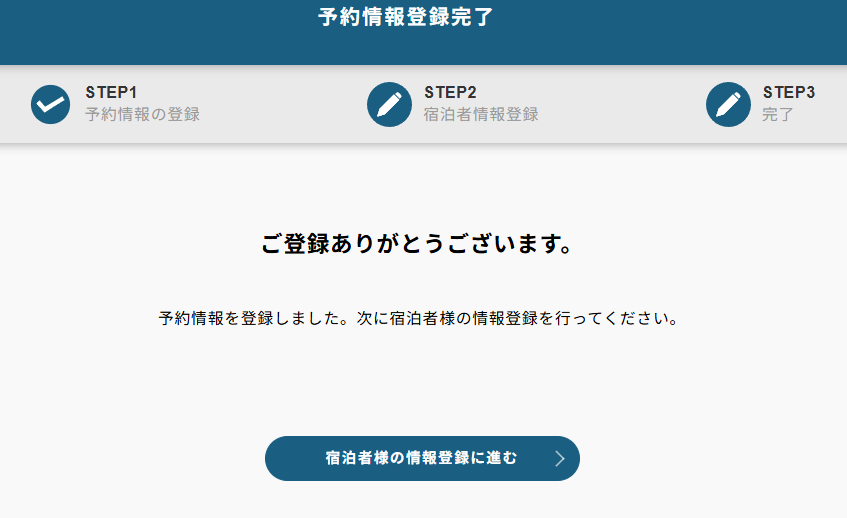 予約情報登録完了
STEP1
予約情報の登録
STEP2
宿泊者情報登録
STEP3
完了
ご登録ありがとうございます。
予約情報を登録しました。次に宿泊者様の情報登録を行ってください。
宿泊者様の情報登録に進む